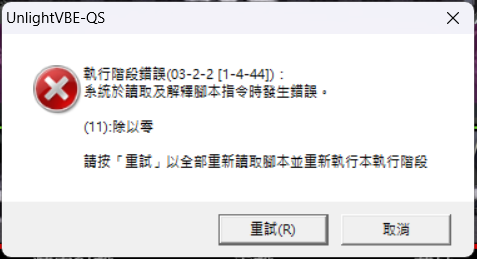 UnlightVBE-QS
執行階段錯誤(03-2-2 [1-4-44])：
系統於讀取及解釋腳本指令時發生錯誤。
(11):除以零
請按「重試」以全部重新讀取腳本並重新執行本執行階段
重試(R)
取消